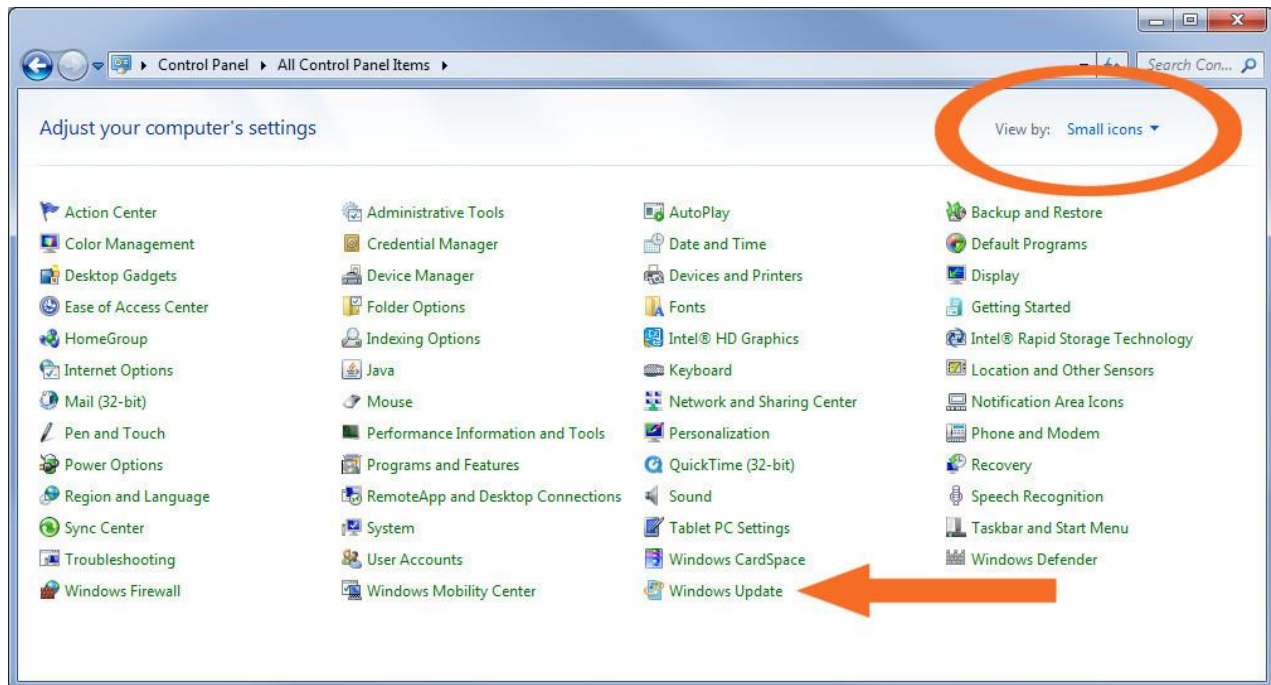 Control Panel ▸ All Control Panel Items ▸
Search Con...
Adjust your computer's settings
View by: Small icons
Action Center Administrative Tools AutoPlay Backup and Restore
Color Management Credential Manager Date and Time Default Programs
Desktop Gadgets Device Manager Devices and Printers Display
Ease of Access Center Folder Options Fonts Getting Started
HomeGroup Indexing Options Intel® HD Graphics Intel® Rapid Storage Technology
Internet Options Java Keyboard Location and Other Sensors
Mail (32-bit) Mouse Network and Sharing Center Notification Area Icons
Pen and Touch Performance Information and Tools Personalization Phone and Modem
Power Options Programs and Features QuickTime (32-bit) Recovery
Region and Language RemoteApp and Desktop Connections Sound Speech Recognition
Sync Center System Tablet PC Settings Taskbar and Start Menu
Troubleshooting User Accounts Windows CardSpace Windows Defender
Windows Firewall Windows Mobility Center Windows Update